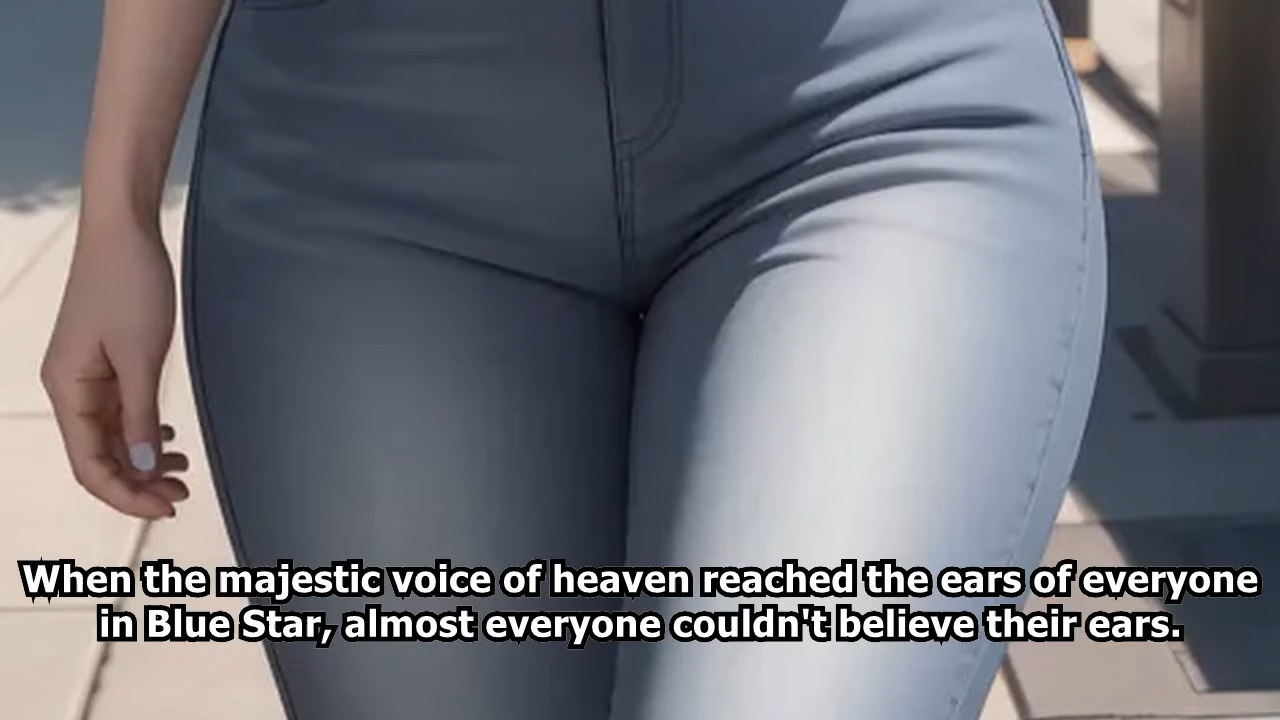 When the majestic voice of heaven reached the ears of everyone
in Blue Star, almost everyone couldn't believe their ears.